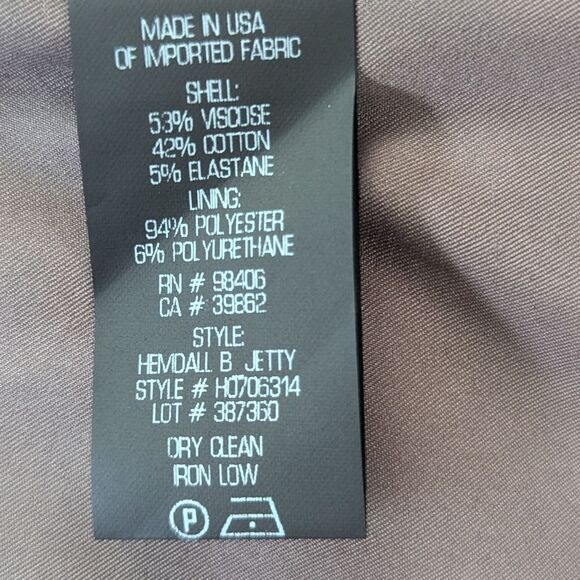 MADE IN USA
OF IMPORTED FABRIC
SHELL:
53% VISCOSE
42% COTTON
5% ELASTANE
LINING:
94% POLYESTER
6% POLYURETHANE
RN # 98406
CA # 39862
STYLE:
HEMDALL B JETTY
STYLE # H0706314
LOT # 387360
DRY CLEAN
IRON LOW
P